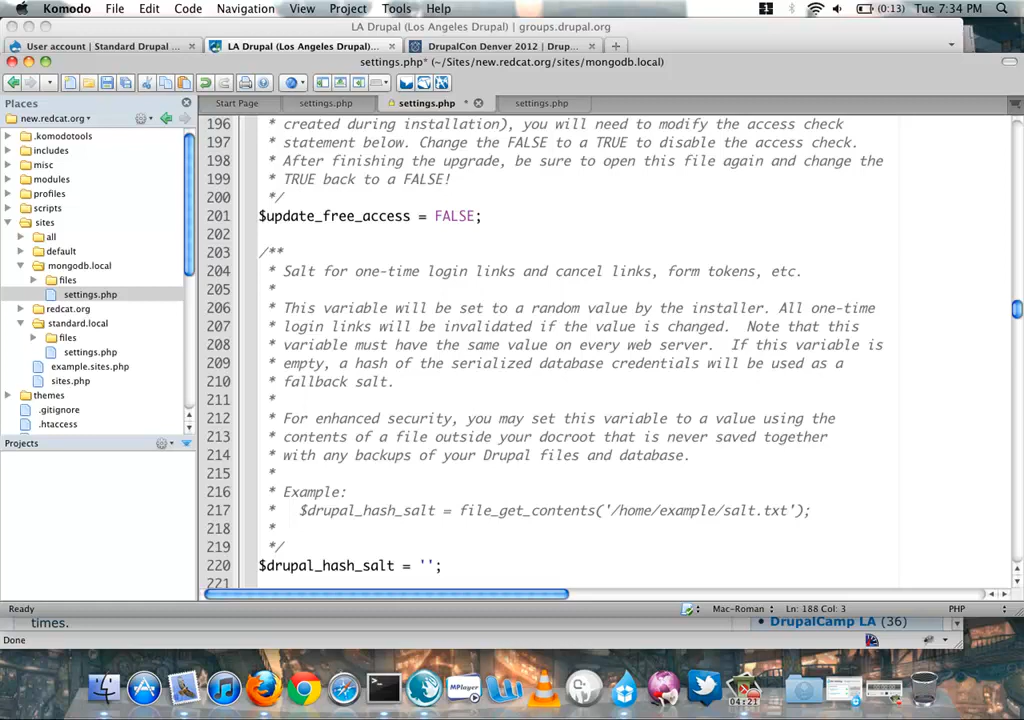 Komodo File Edit Code Navigation View Project Tools Help (0:13) Tue 7:34 PM
LA Drupal (Los Angeles Drupal) | groups.drupal.org
User account | Standard Drupal ... LA Drupal (Los Angeles Drupal)... DrupalCon Denver 2012 | Drup...
settings.php* (~/Sites/new.redcat.org/Sites/mongodb.local)
Places
Start Page settings.php settings.php * settings.php
new.redcat.org
.komodotools
includes
misc
modules
profiles
scripts
sites
all
default
mongodb.local
files
settings.php
redcat.org
standard.local
files
settings.php
example.sites.php
sites.php
themes
.gitignore
.htaccess
Projects
196 * created during installation), you will need to modify the access check
197 * statement below. Change the FALSE to a TRUE to disable the access check.
198 * After finishing the upgrade, be sure to open this file again and change the
199 * TRUE back to a FALSE!
200 */
201 $update_free_access = FALSE;
202
203 /**
204 * Salt for one-time login links and cancel links, form tokens, etc.
205 *
206 * This variable will be set to a random value by the installer. All one-time
207 * login links will be invalidated if the value is changed.  Note that this
208 * variable must have the same value on every web server.  If this variable is
209 * empty, a hash of the serialized database credentials will be used as a
210 * fallback salt.
211 *
212 * For enhanced security, you may set this variable to a value using the
213 * contents of a file outside your docroot that is never saved together
214 * with any backups of your Drupal files and database.
215 *
216 * Example:
217 *   $drupal_hash_salt = file_get_contents('/home/example/salt.txt');
218 *
219 */
220 $drupal_hash_salt = '';
221
Ready Mac-Roman Ln: 188 Col: 3 PHP
times. • DrupalCamp LA (36)
Done
MPlayer
04:21